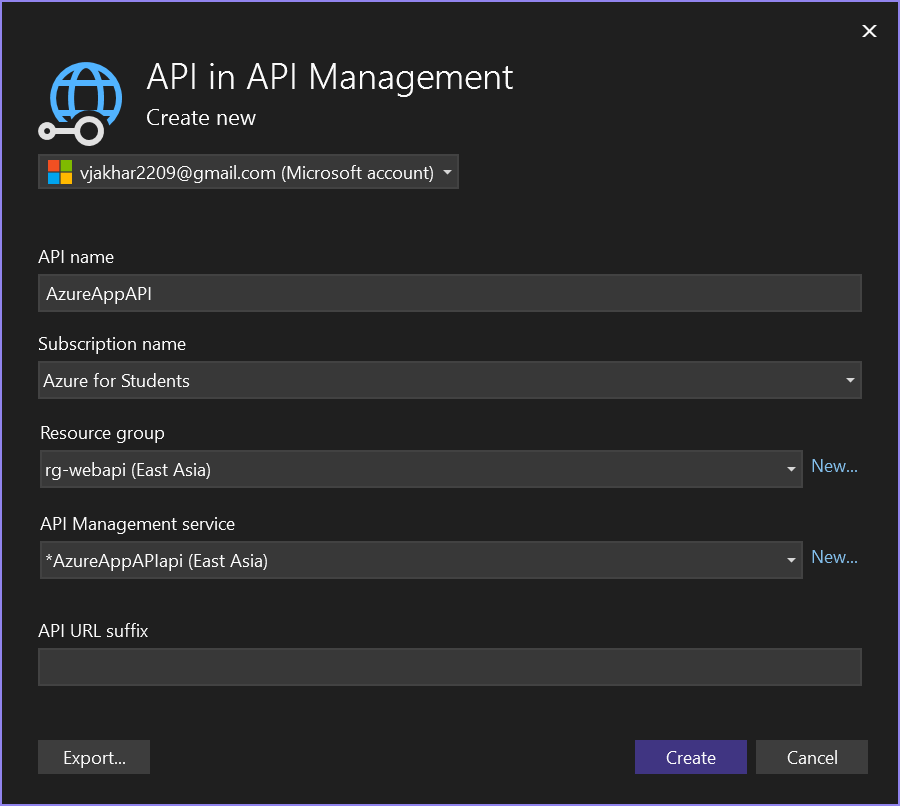 API in API Management
Create new
vjakhar2209@gmail.com (Microsoft account)
API name
AzureAppAPI
Subscription name
Azure for Students
Resource group
rg-webapi (East Asia)
New...
API Management service
*AzureAppAPIapi (East Asia)
New...
API URL suffix
Export...
Create
Cancel